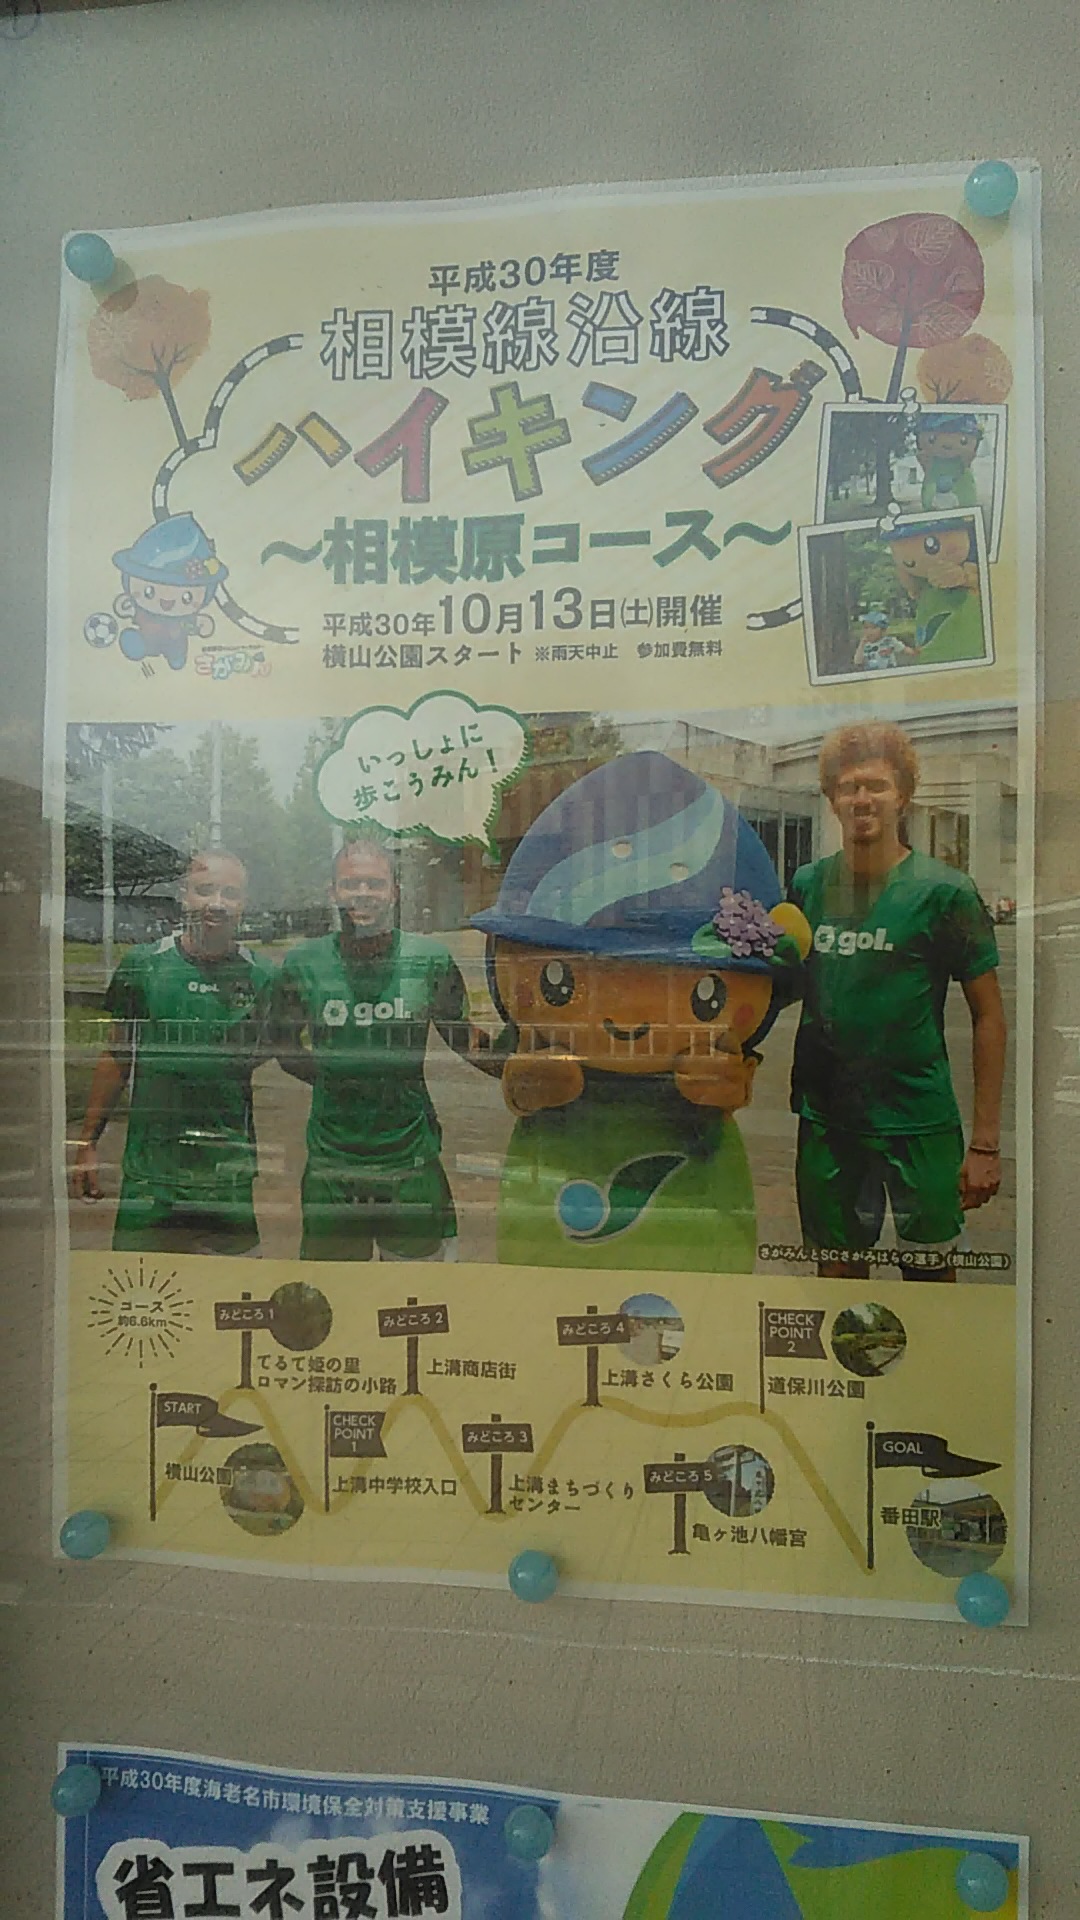 平成30年度
相模線沿線
ハイキング
～相模原コース～
平成30年10月13日(土)開催
横山公園スタート ※雨天中止 参加費無料
さがみん
いっしょに
歩こうみん!
gol.
gol.
gol.
さがみんとSCさがみはらの選手(横山公園)
コース
約6.6km
START
横山公園
みどころ 1
てるて姫の里
ロマン探訪の小路
CHECK
POINT
1
上溝中学校入口
みどころ 2
上溝商店街
みどころ 3
上溝まちづくり
センター
みどころ 4
上溝さくら公園
みどころ 5
亀ヶ池八幡宮
CHECK
POINT
2
道保川公園
GOAL
番田駅
平成30年度海老名市環境保全対策支援事業
省エネ設備